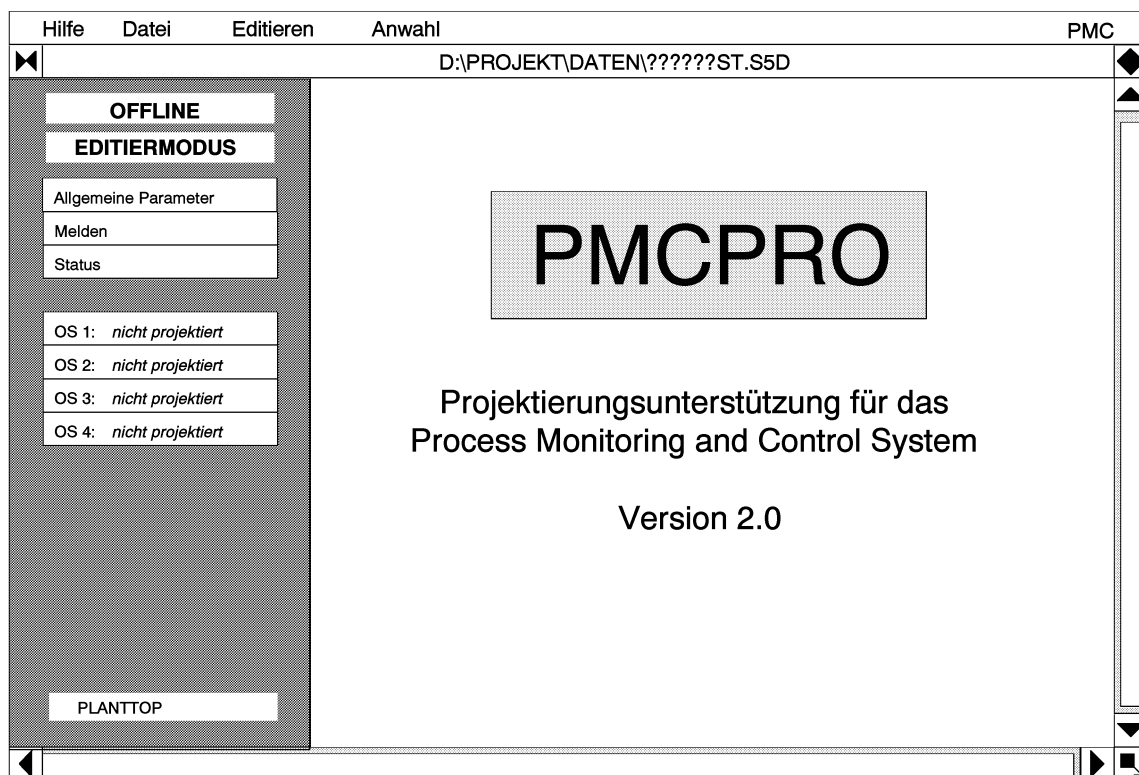 Hilfe Datei Editieren Anwahl PMC
D:\PROJEKT\DATEN\??????ST.S5D
OFFLINE
EDITIERMODUS
Allgemeine Parameter
Melden
Status
OS 1: nicht projektiert
OS 2: nicht projektiert
OS 3: nicht projektiert
OS 4: nicht projektiert
PLANTTOP
PMCPRO
Projektierungsunterstützung für das
Process Monitoring and Control System
Version 2.0